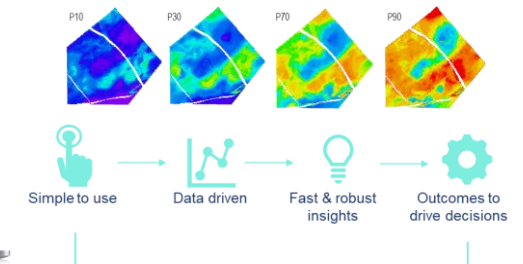 P10
P30
P70
P90
Simple to use
Data driven
Fast & robust
insights
Outcomes to
drive decisions